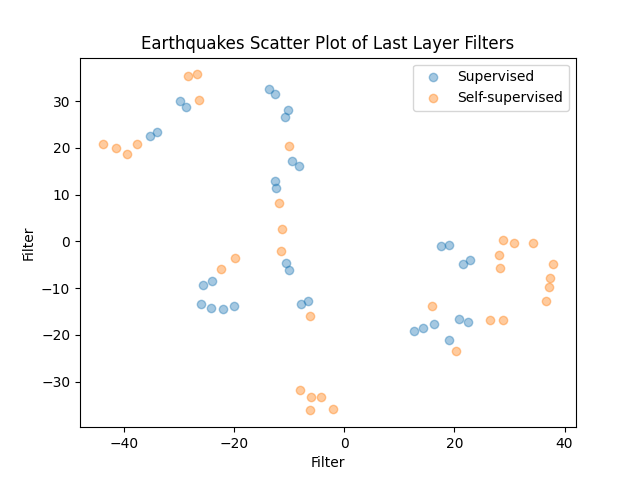 Earthquakes Scatter Plot of Last Layer Filters
Supervised
Self-supervised
30
20
10
0
−10
−20
−30
Filter
−40
−20
0
20
40
Filter